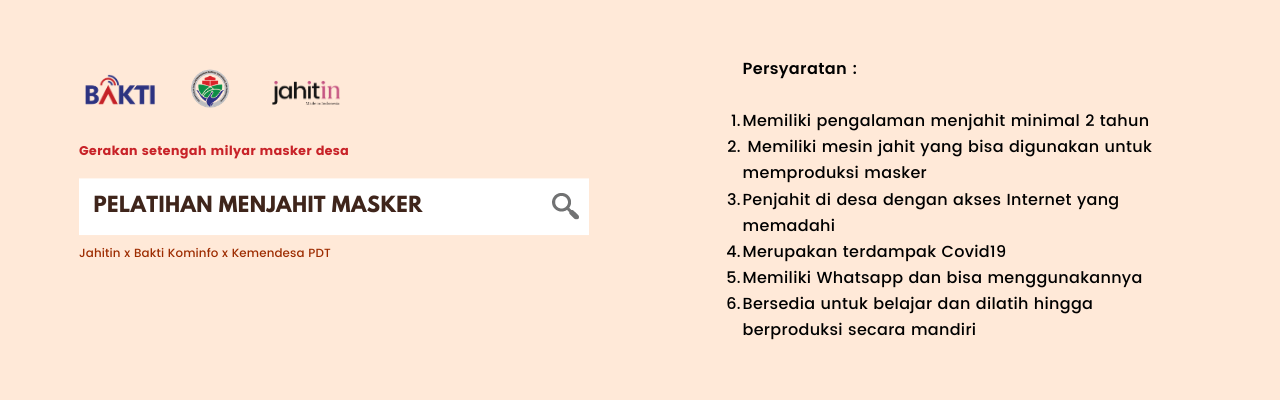 BAKTI
jahitin
Gerakan setengah milyar masker desa
PELATIHAN MENJAHIT MASKER
Jahitin x Bakti Kominfo x Kemendesa PDT
Persyaratan :
1. Memiliki pengalaman menjahit minimal 2 tahun
2. Memiliki mesin jahit yang bisa digunakan untuk
memproduksi masker
3. Penjahit di desa dengan akses Internet yang
memadahi
4. Merupakan terdampak Covid19
5. Memiliki Whatsapp dan bisa menggunakannya
6. Bersedia untuk belajar dan dilatih hingga
berproduksi secara mandiri